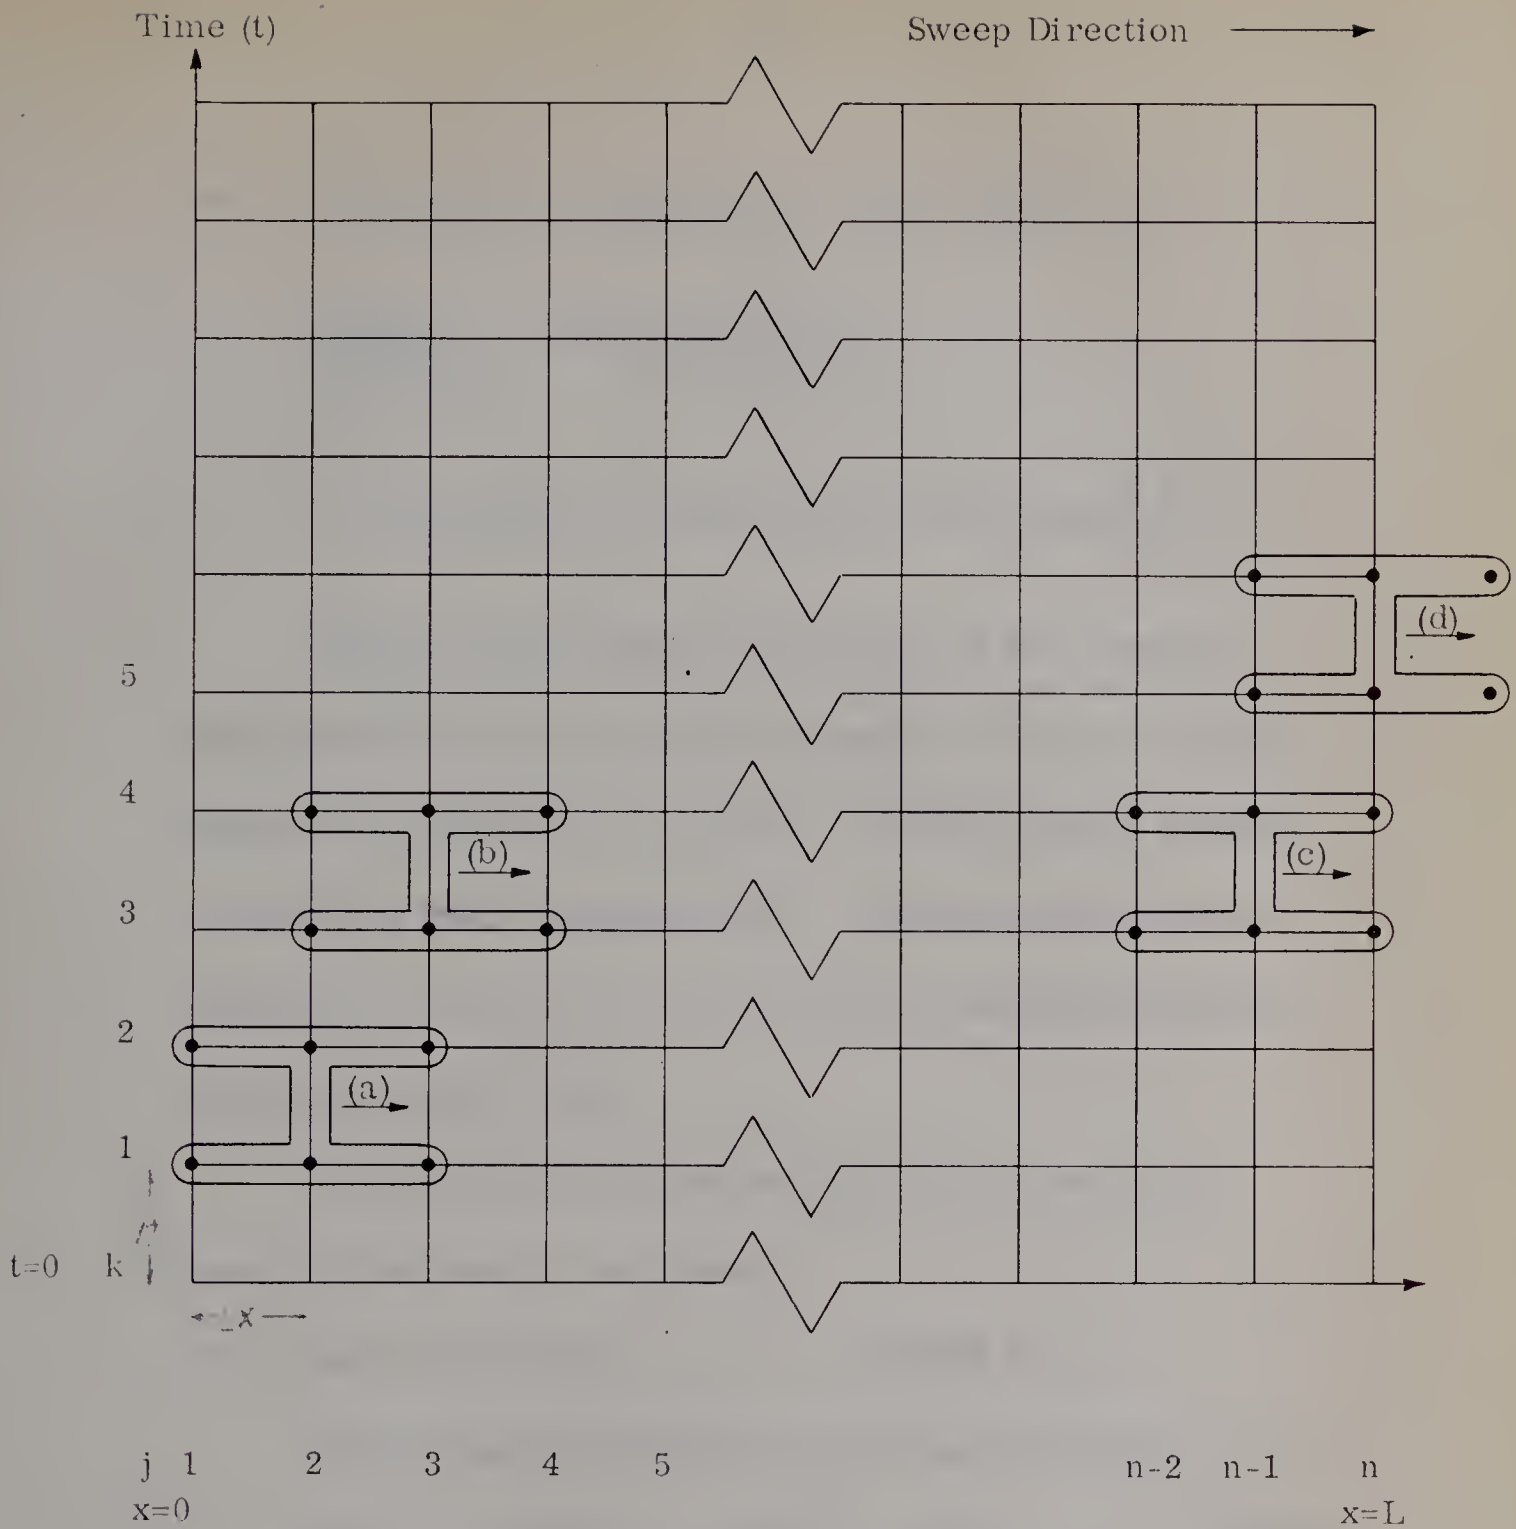 Time (t)
Sweep Direction
(d)
5
4
(b)
(c)
3
2
(a)
1
t=0 k
x
j 1 2 3 4 5 n-2 n-1 n
x=0 x=L